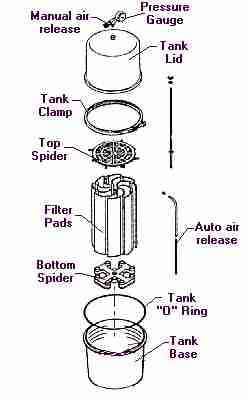 Manual air
release
Pressure
Gauge
Tank
Lid
Tank
Clamp
Top
Spider
Filter
Pads
Auto air
release
Bottom
Spider
Tank
"O" Ring
Tank
Base